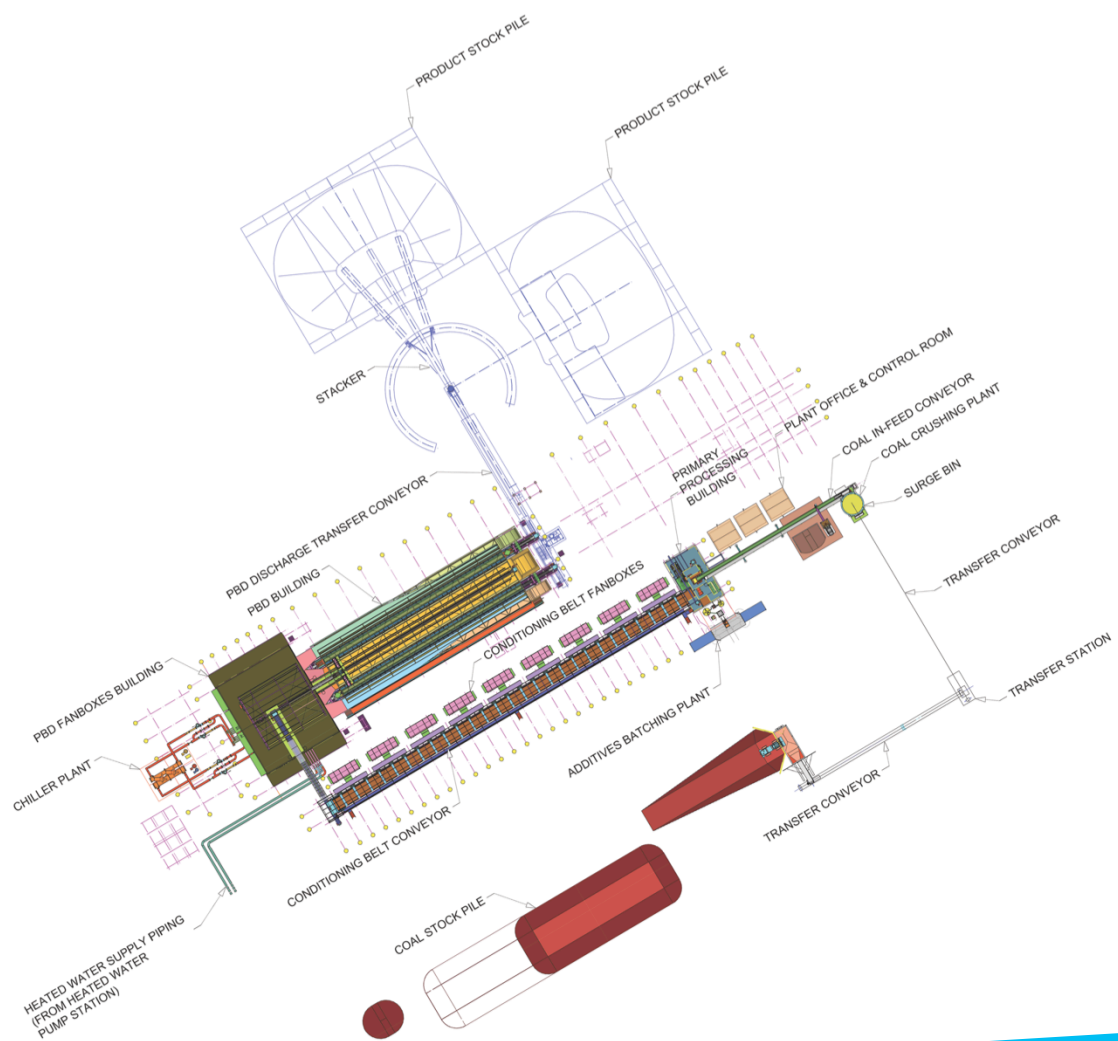 PRODUCT STOCK PILE
PRODUCT STOCK PILE
STACKER
PLANT OFFICE & CONTROL ROOM
COAL IN-FEED CONVEYOR
COAL CRUSHING PLANT
SURGE BIN
PRIMARY
PROCESSING
BUILDING
PBD DISCHARGE TRANSFER CONVEYOR
PBD BUILDING
CONDITIONING BELT FANBOXES
TRANSFER CONVEYOR
PBD FANBOXES BUILDING
TRANSFER STATION
CHILLER PLANT
ADDITIVES BATCHING PLANT
TRANSFER CONVEYOR
CONDITIONING BELT CONVEYOR
COAL STOCK PILE
HEATED WATER SUPPLY PIPING
(FROM HEATED WATER
PUMP STATION)